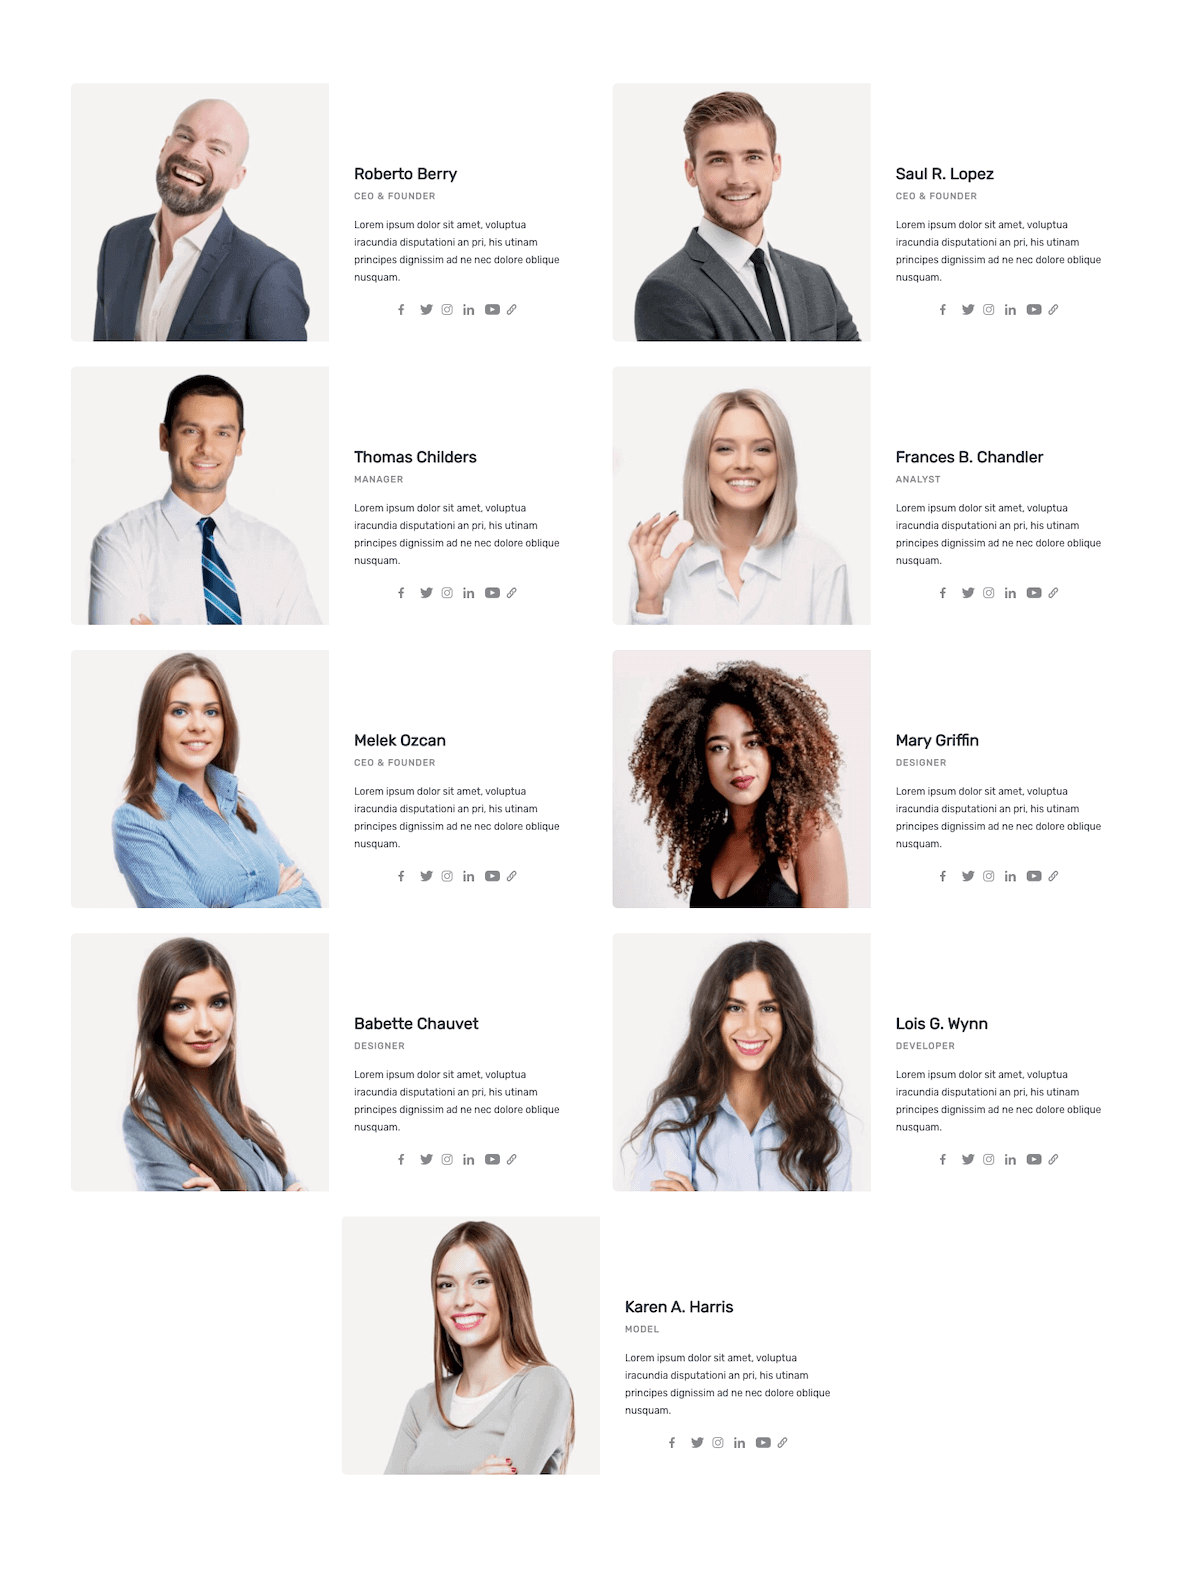 Roberto Berry
CEO & FOUNDER
Lorem ipsum dolor sit amet, voluptua
iracundia disputationi an pri, his utinam
principes dignissim ad ne nec dolore oblique
nusquam.
Saul R. Lopez
CEO & FOUNDER
Lorem ipsum dolor sit amet, voluptua
iracundia disputationi an pri, his utinam
principes dignissim ad ne nec dolore oblique
nusquam.
Thomas Childers
MANAGER
Lorem ipsum dolor sit amet, voluptua
iracundia disputationi an pri, his utinam
principes dignissim ad ne nec dolore oblique
nusquam.
Frances B. Chandler
ANALYST
Lorem ipsum dolor sit amet, voluptua
iracundia disputationi an pri, his utinam
principes dignissim ad ne nec dolore oblique
nusquam.
Melek Ozcan
CEO & FOUNDER
Lorem ipsum dolor sit amet, voluptua
iracundia disputationi an pri, his utinam
principes dignissim ad ne nec dolore oblique
nusquam.
Mary Griffin
DESIGNER
Lorem ipsum dolor sit amet, voluptua
iracundia disputationi an pri, his utinam
principes dignissim ad ne nec dolore oblique
nusquam.
Babette Chauvet
DESIGNER
Lorem ipsum dolor sit amet, voluptua
iracundia disputationi an pri, his utinam
principes dignissim ad ne nec dolore oblique
nusquam.
Lois G. Wynn
DEVELOPER
Lorem ipsum dolor sit amet, voluptua
iracundia disputationi an pri, his utinam
principes dignissim ad ne nec dolore oblique
nusquam.
Karen A. Harris
MODEL
Lorem ipsum dolor sit amet, voluptua
iracundia disputationi an pri, his utinam
principes dignissim ad ne nec dolore oblique
nusquam.